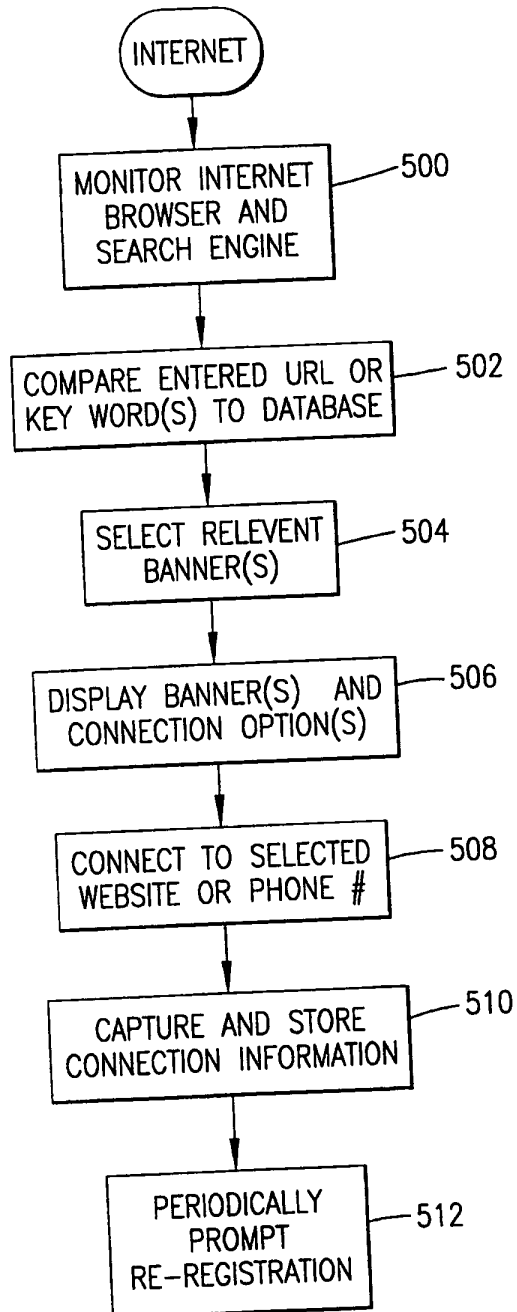 INTERNET
MONITOR INTERNET
BROWSER AND
SEARCH ENGINE
500
COMPARE ENTERED URL OR
KEY WORD(S) TO DATABASE
502
SELECT RELEVENT
BANNER(S)
504
DISPLAY BANNER(S) AND
CONNECTION OPTION(S)
506
CONNECT TO SELECTED
WEBSITE OR PHONE #
508
CAPTURE AND STORE
CONNECTION INFORMATION
510
PERIODICALLY
PROMPT
RE-REGISTRATION
512